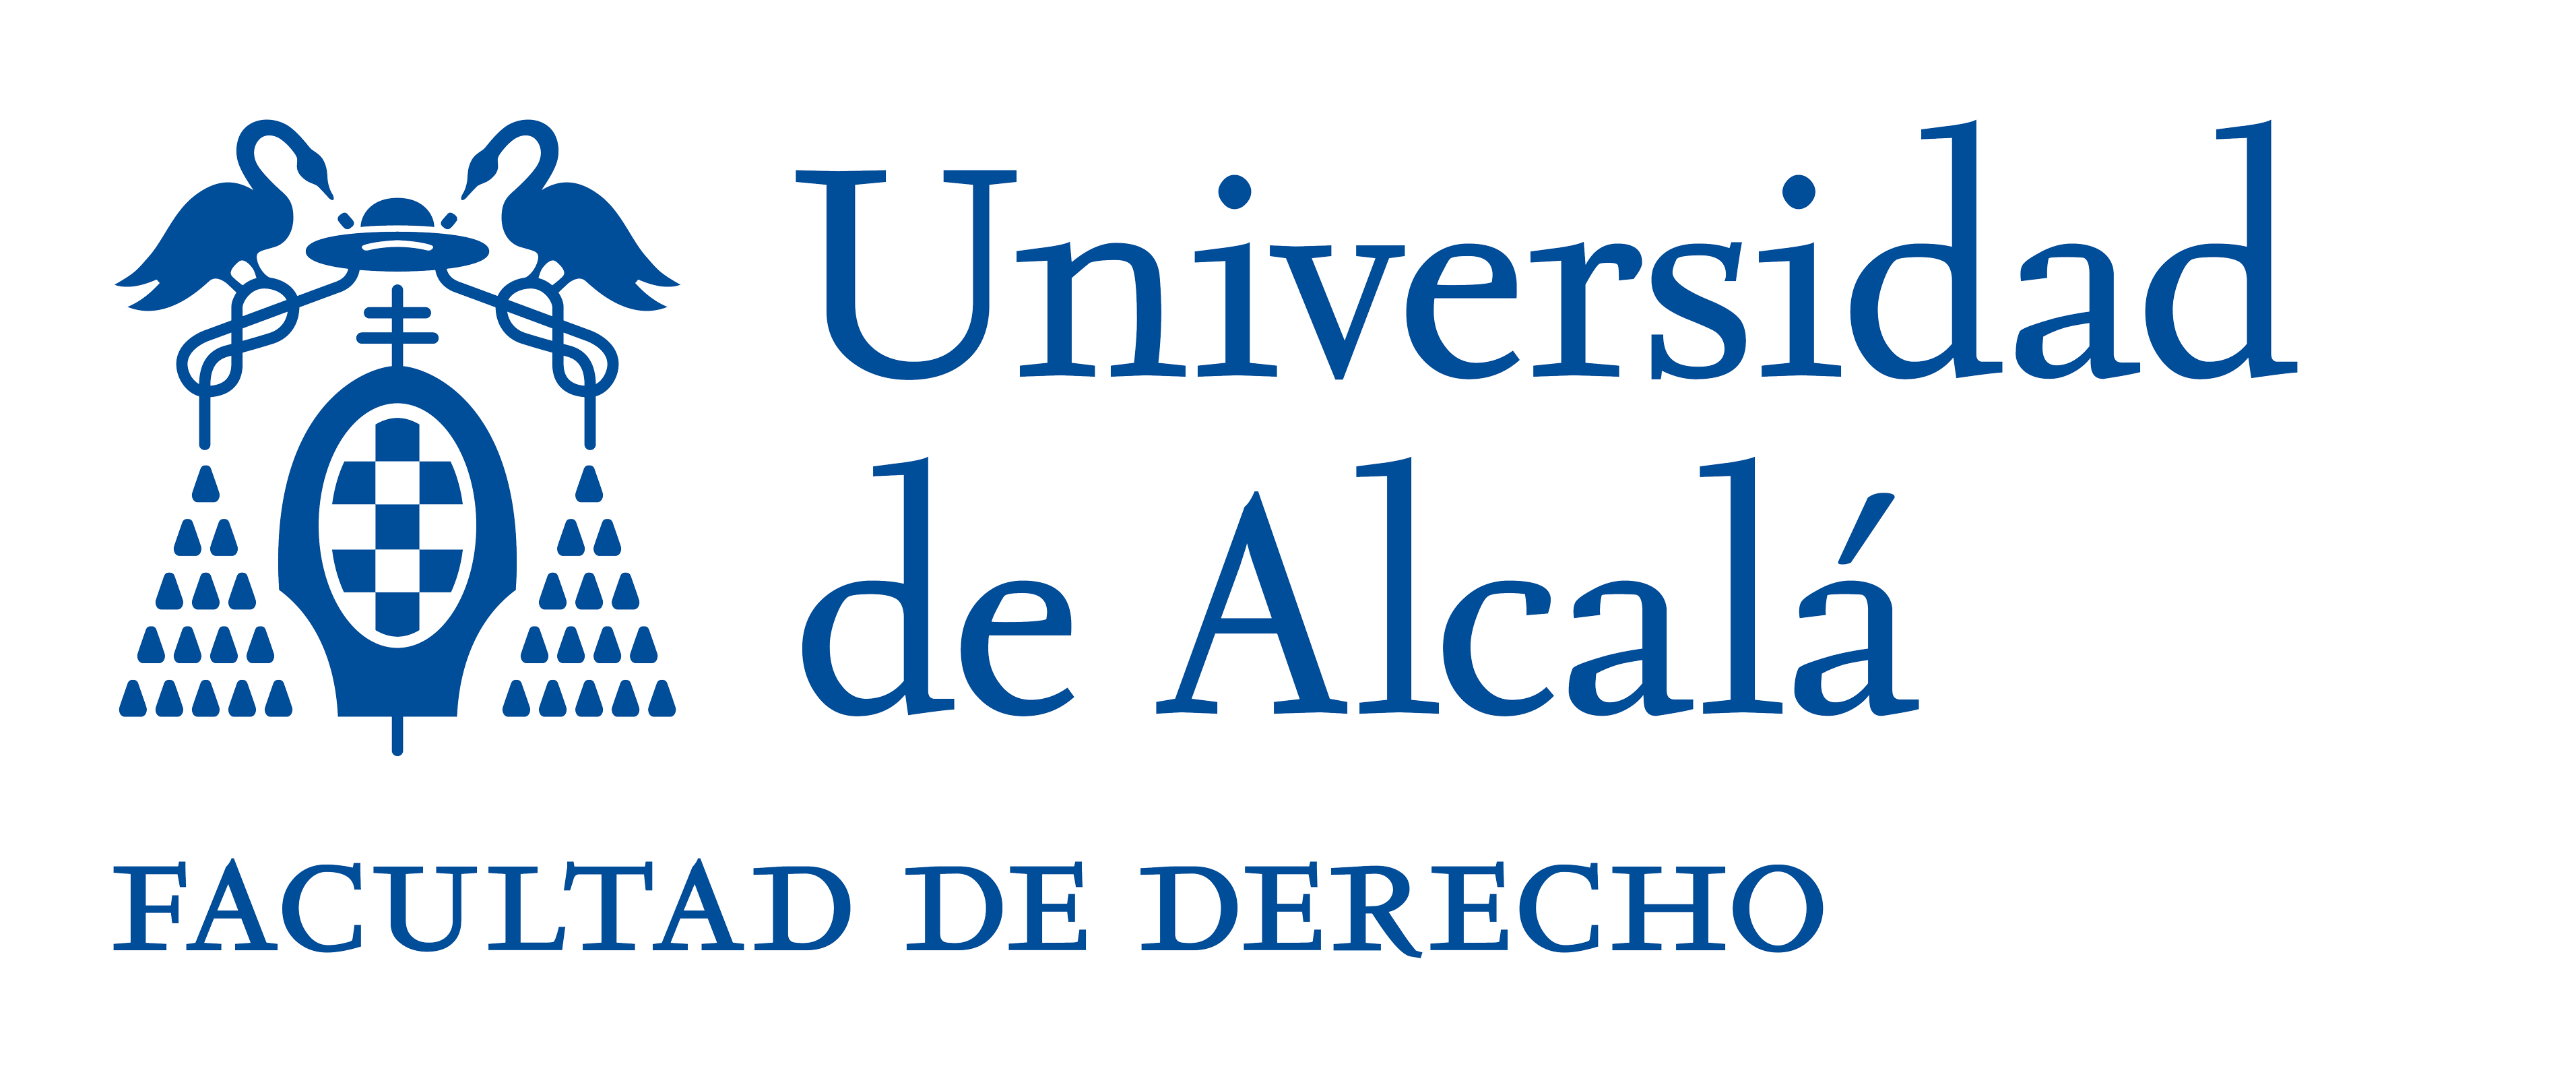 Universidad
de Alcalá
FACULTAD DE DERECHO